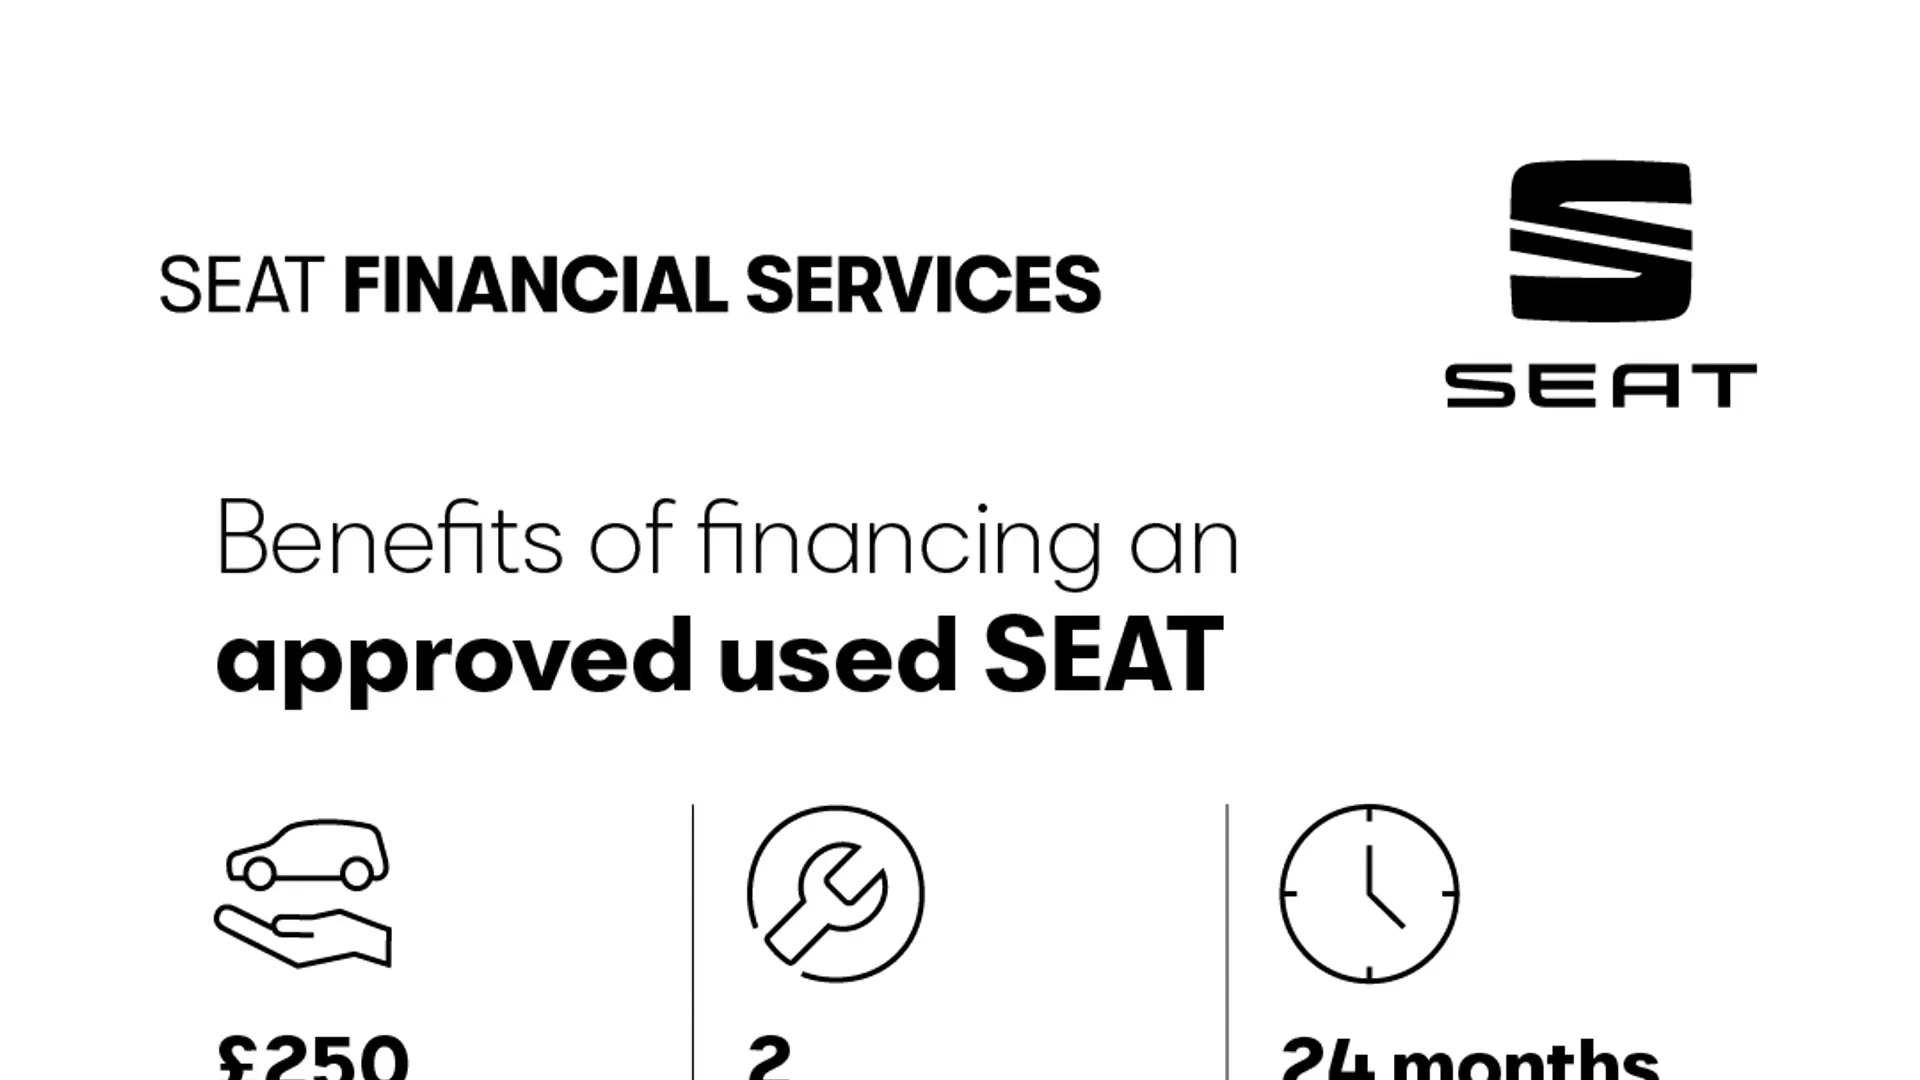 SEAT FINANCIAL SERVICES
SEAT
Benefits of financing an
approved used SEAT
£250
2
24 months